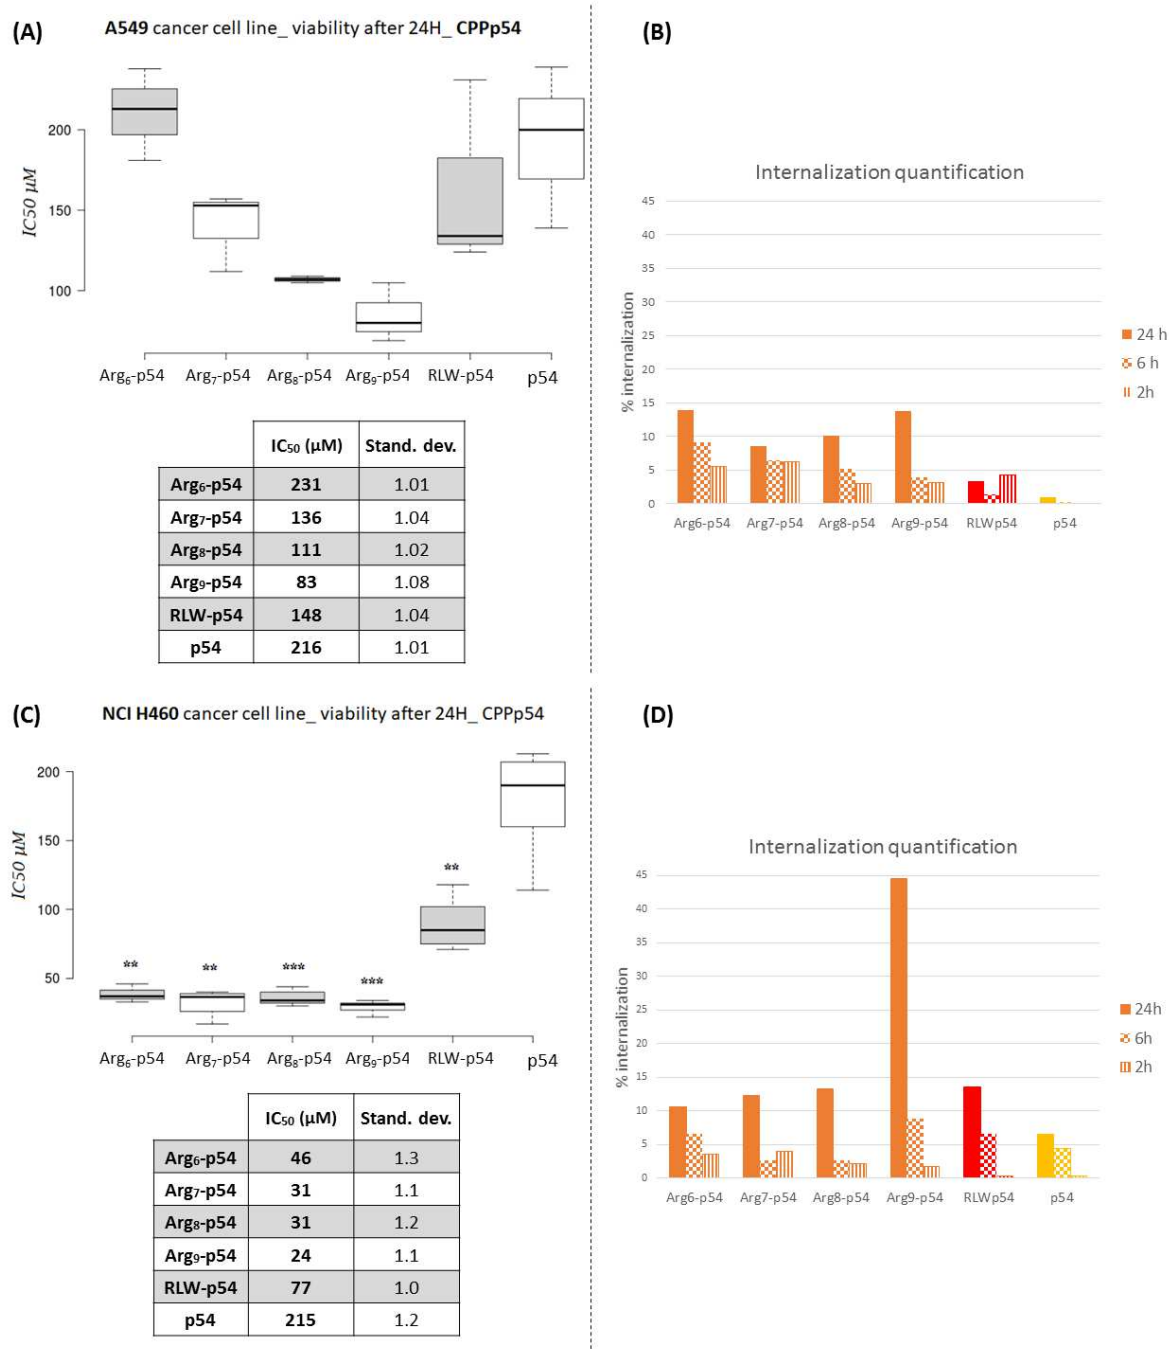 (A)
A549 cancer cell line_ viability after 24H_ CPPp54
IC50 µM
200
150
100
Arg₆-p54 Arg₇-p54 Arg₈-p54 Arg₉-p54 RLW-p54 p54
IC₅₀ (µM) Stand. dev.
Arg₆-p54 231 1.01
Arg₇-p54 136 1.04
Arg₈-p54 111 1.02
Arg₉-p54 83 1.08
RLW-p54 148 1.04
p54 216 1.01
(B)
Internalization quantification
% internalization
45
40
35
30
25
20
15
10
5
0
Arg6-p54 Arg7-p54 Arg8-p54 Arg9-p54 RLWp54 p54
24 h
6 h
2h
(C)
NCI H460 cancer cell line_ viability after 24H_ CPPp54
IC50 µM
200
150
100
50
** ** *** *** **
Arg₆-p54 Arg₇-p54 Arg₈-p54 Arg₉-p54 RLW-p54 p54
IC₅₀ (µM) Stand. dev.
Arg₆-p54 46 1.3
Arg₇-p54 31 1.1
Arg₈-p54 31 1.2
Arg₉-p54 24 1.1
RLW-p54 77 1.0
p54 215 1.2
(D)
Internalization quantification
% internalization
45
40
35
30
25
20
15
10
5
0
Arg6-p54 Arg7-p54 Arg8-p54 Arg9-p54 RLWp54 p54
24h
6h
2h